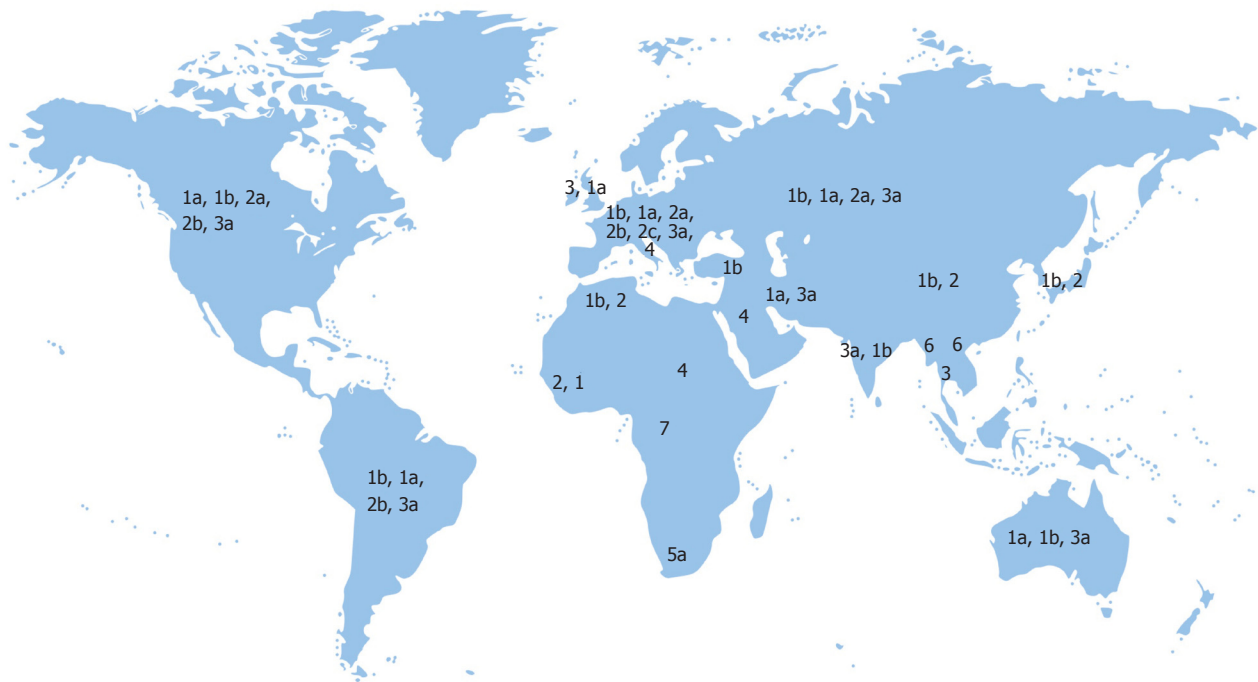 1a, 1b, 2a,
2b, 3a
3, 1a
1b, 1a, 2a,
2b, 2c, 3a,
4
1b, 1a, 2a, 3a
1b
1a, 3a
4
1b, 2
1b, 2
1b, 2
3a, 1b
6
6
3
4
2, 1
7
1b, 1a,
2b, 3a
5a
1a, 1b, 3a